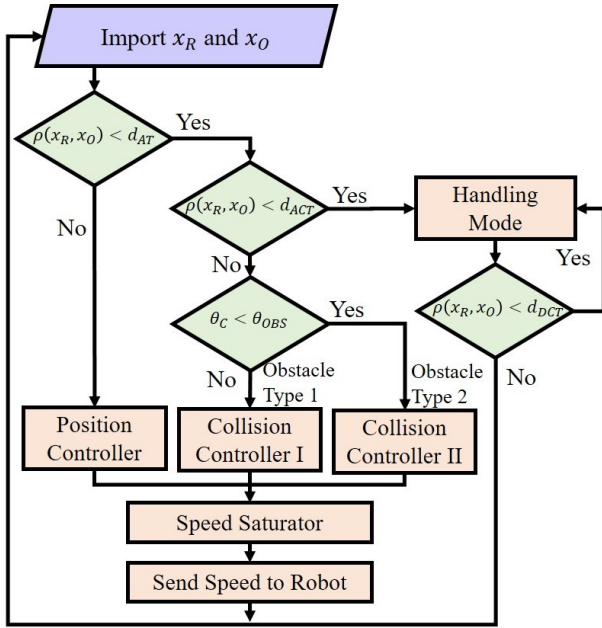 Import x_R and x_O
ρ(x_R, x_O) < d_AT
Yes
No
ρ(x_R, x_O) < d_ACT
Yes
No
Handling
Mode
Yes
ρ(x_R, x_O) < d_DCT
No
θ_C < θ_OBS
Yes
No
Obstacle
Type 1
Obstacle
Type 2
Position
Controller
Collision
Controller I
Collision
Controller II
Speed Saturator
Send Speed to Robot